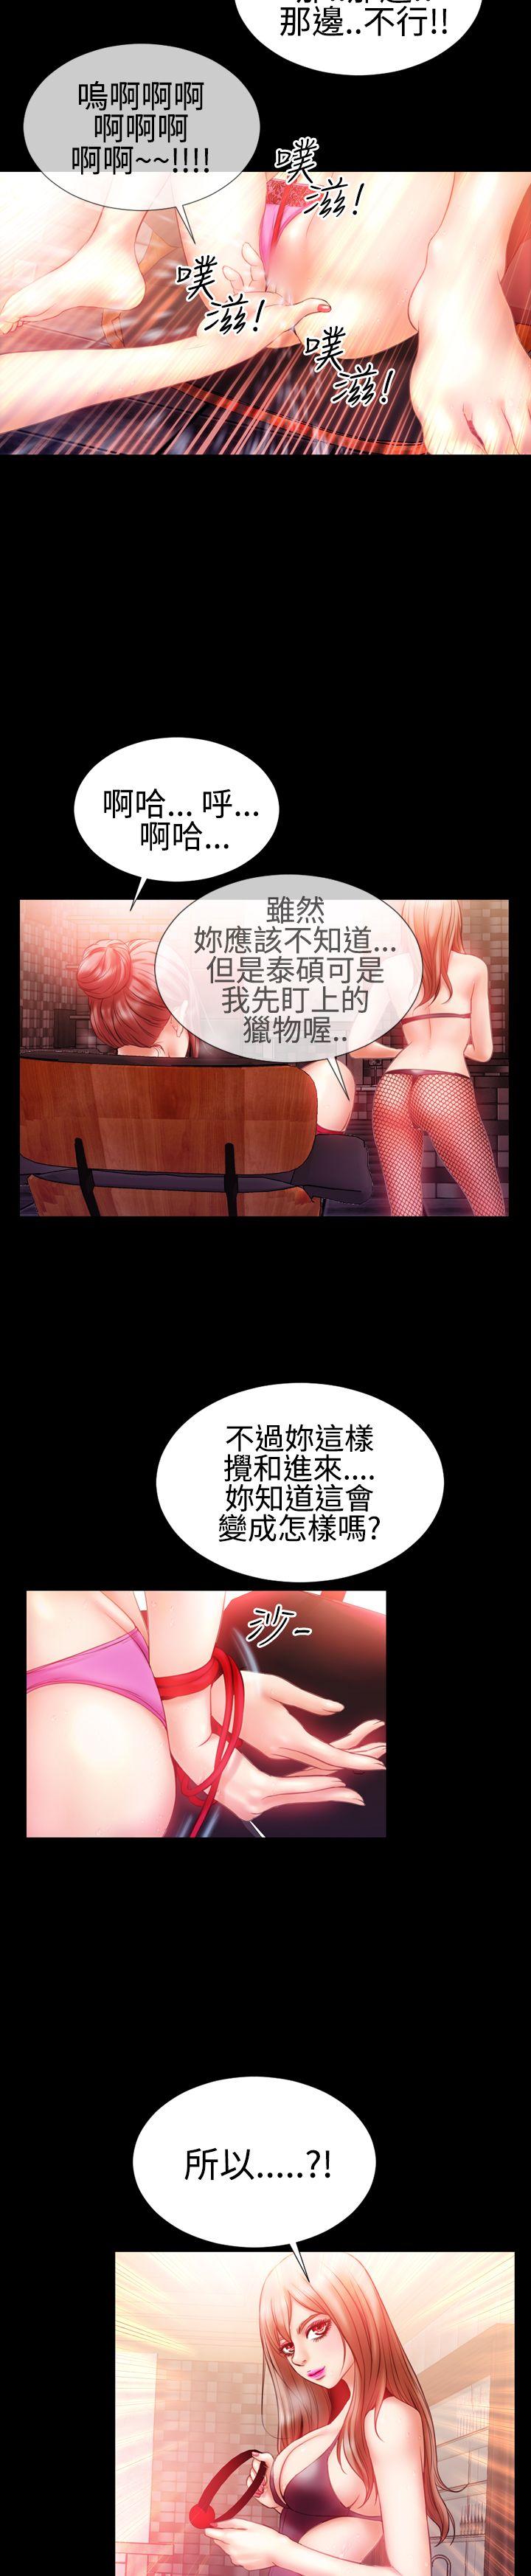 那邊..不行!!
嗚啊啊啊
啊啊啊
啊啊~~!!!!
噗
滋!
噗
滋!
噗
滋!
啊哈... 呼...
啊哈...
雖然
妳應該不知道...
但是泰碩可是
我先盯上的
獵物喔..
不過妳這樣
攪和進來....
妳知道這會
變成怎樣嗎?
沙~
所以.....?!